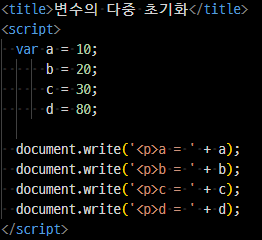 <title>변수의 다중 초기화</title>
<script>
var a = 10;
b = 20;
c = 30;
d = 80;
document.write('<p>a = ' + a);
document.write('<p>b = ' + b);
document.write('<p>c = ' + c);
document.write('<p>d = ' + d);
</script>